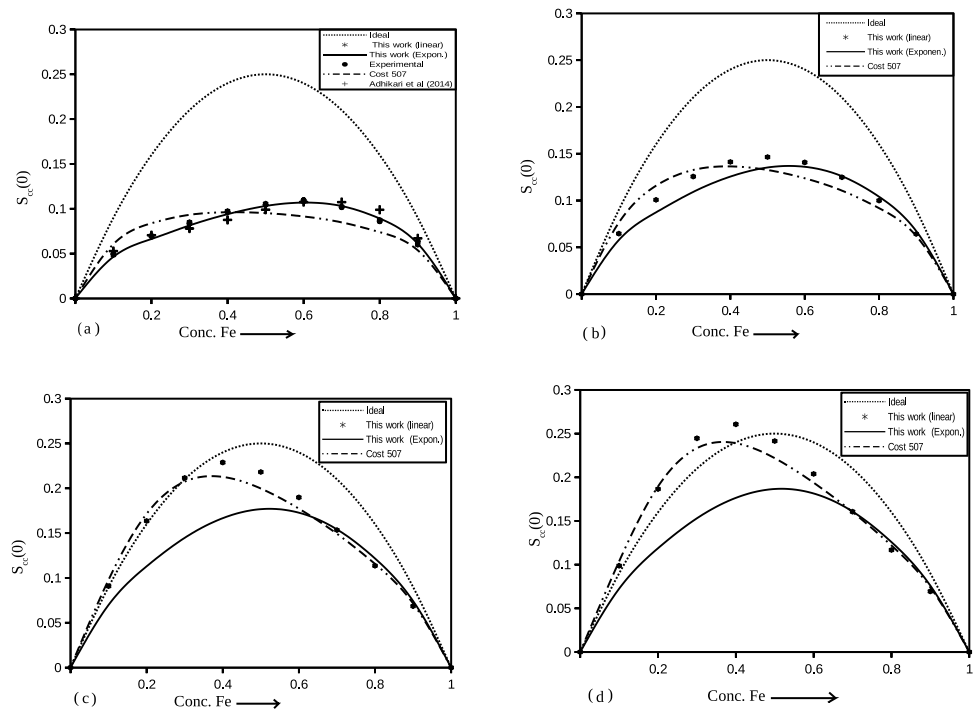 0.3
0.25
0.2
0.15
0.1
0.05
0
0.2
0.4
0.6
0.8
1
Scc(0)
Conc. Fe
(a)
Ideal
This work (linear)
This work (Expon.)
Experimental
Cost 507
Adhikari et al (2014)
0.3
0.25
0.2
0.15
0.1
0.05
0
0.2
0.4
0.6
0.8
1
Scc(0)
Conc. Fe
(b)
Ideal
This work (linear)
This work (Exponen.)
Cost 507
0.3
0.25
0.2
0.15
0.1
0.05
0
0.2
0.4
0.6
0.8
1
Scc(0)
Conc. Fe
(c)
Ideal
This work (linear)
This work (Expon.)
Cost 507
0.3
0.25
0.2
0.15
0.1
0.05
0
0.2
0.4
0.6
0.8
1
Scc(0)
Conc. Fe
(d)
Ideal
This work (linear)
This work (Expon.)
Cost 507